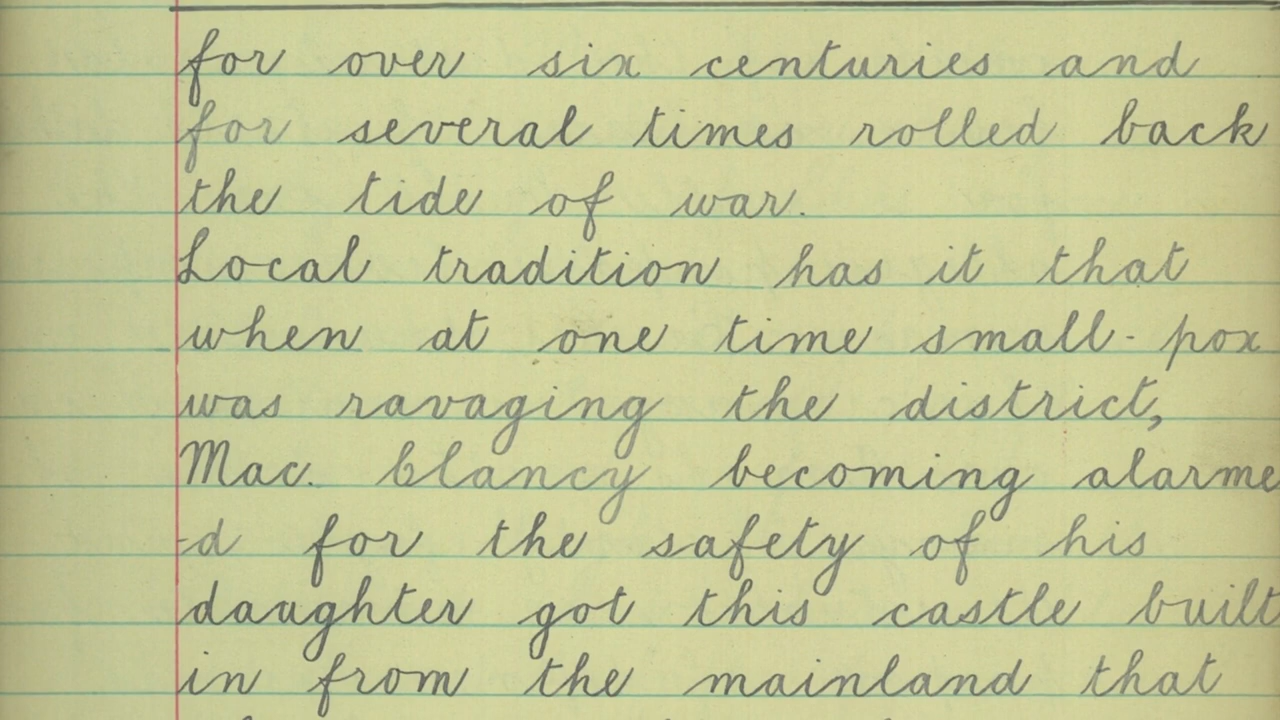 for over six centuries and
for several times rolled back
the tide of war.
Local tradition has it that
when at one time small-pox
was ravaging the district,
Mac. Clancy becoming alarme
-d for the safety of his
daughter got this castle built
in from the mainland that